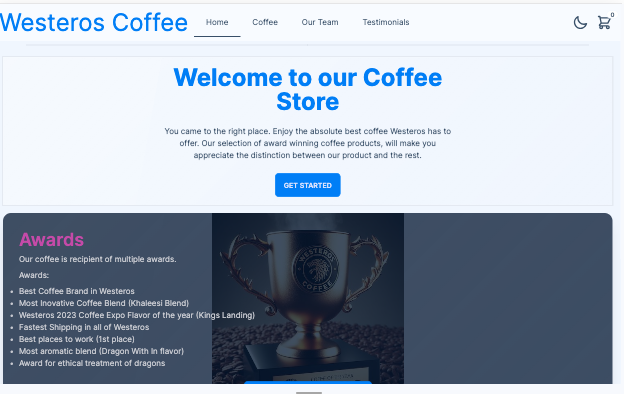 Westeros Coffee
Home
Coffee
Our Team
Testimonials
0
Welcome to our Coffee
Store
You came to the right place. Enjoy the absolute best coffee Westeros has to
offer. Our selection of award winning coffee products, will make you
appreciate the distinction between our product and the rest.
GET STARTED
Awards
Our coffee is recipient of multiple awards.
Awards:
Best Coffee Brand in Westeros
Most Inovative Coffee Blend (Khaleesi Blend)
Westeros 2023 Coffee Expo Flavor of the year (Kings Landing)
Fastest Shipping in all of Westeros
Best places to work (1st place)
Most aromatic blend (Dragon With In flavor)
Award for ethical treatment of dragons
WESTEROS
COFFEE